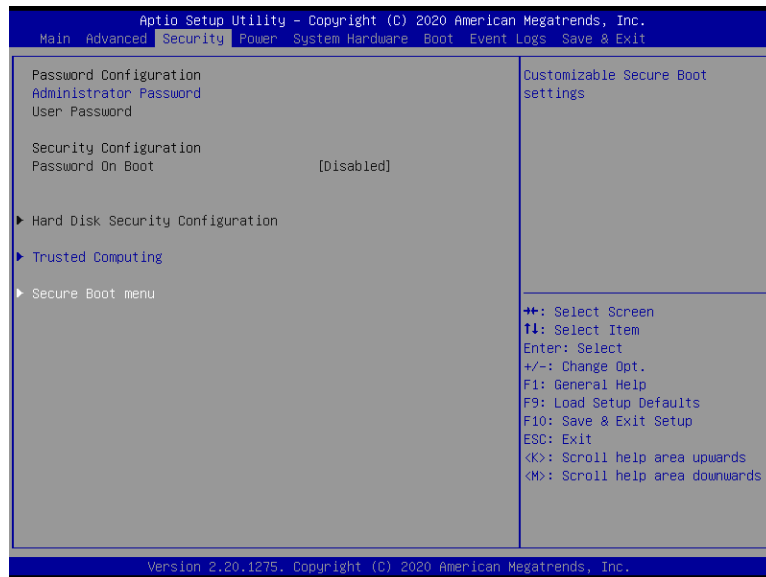 Aptio Setup Utility – Copyright (C) 2020 American Megatrends, Inc.
Main Advanced Security Power System Hardware Boot Event Logs Save & Exit
Password Configuration
Administrator Password
User Password
Security Configuration
Password On Boot [Disabled]
Hard Disk Security Configuration
Trusted Computing
Secure Boot menu
Customizable Secure Boot
settings
→←: Select Screen
↑↓: Select Item
Enter: Select
+/-: Change Opt.
F1: General Help
F9: Load Setup Defaults
F10: Save & Exit Setup
ESC: Exit
<K>: Scroll help area upwards
<M>: Scroll help area downwards
Version 2.20.1275. Copyright (C) 2020 American Megatrends, Inc.